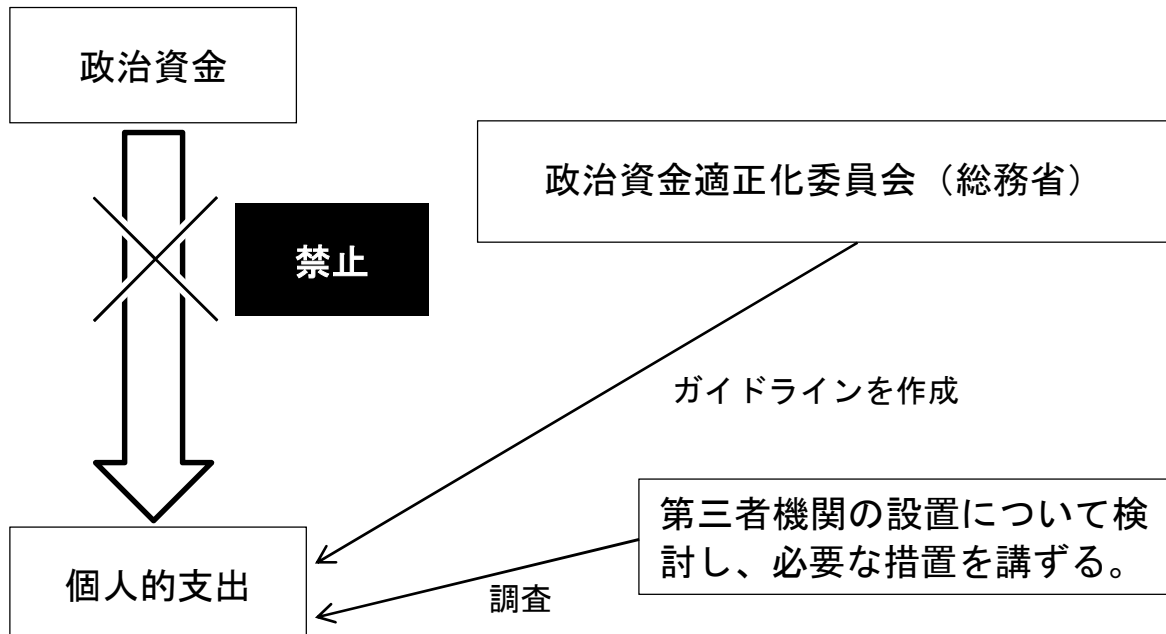 政治資金
政治資金適正化委員会（総務省）
禁止
ガイドラインを作成
第三者機関の設置について検
討し、必要な措置を講ずる。
個人的支出
調査